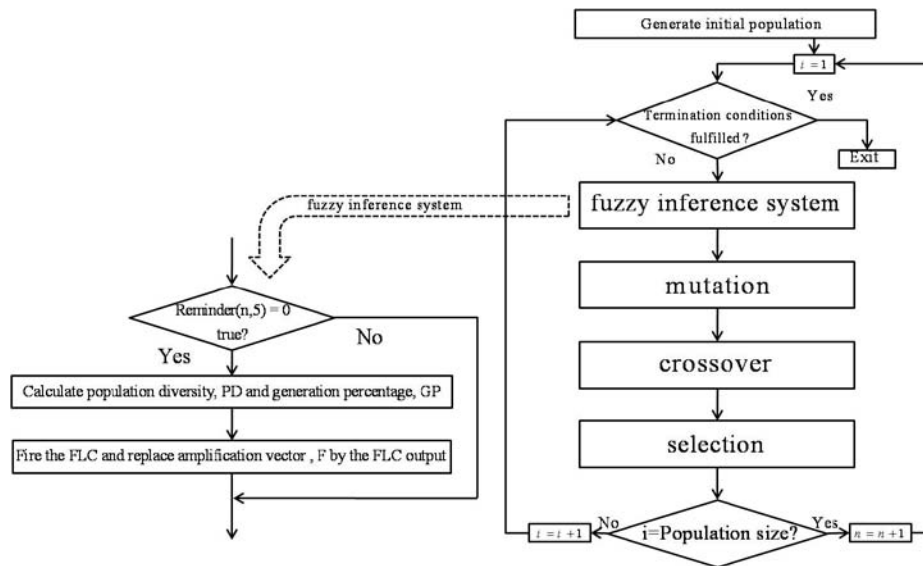 Generate initial population
i = 1
Yes
Termination conditions
fulfilled?
No
Exit
fuzzy inference system
fuzzy inference system
mutation
crossover
selection
i=Population size?
No
Yes
i = i+1
n = n+1
Reminder(n,5) = 0
true?
No
Yes
Calculate population diversity, PD and generation percentage, GP
Fire the FLC and replace amplification vector , F by the FLC output